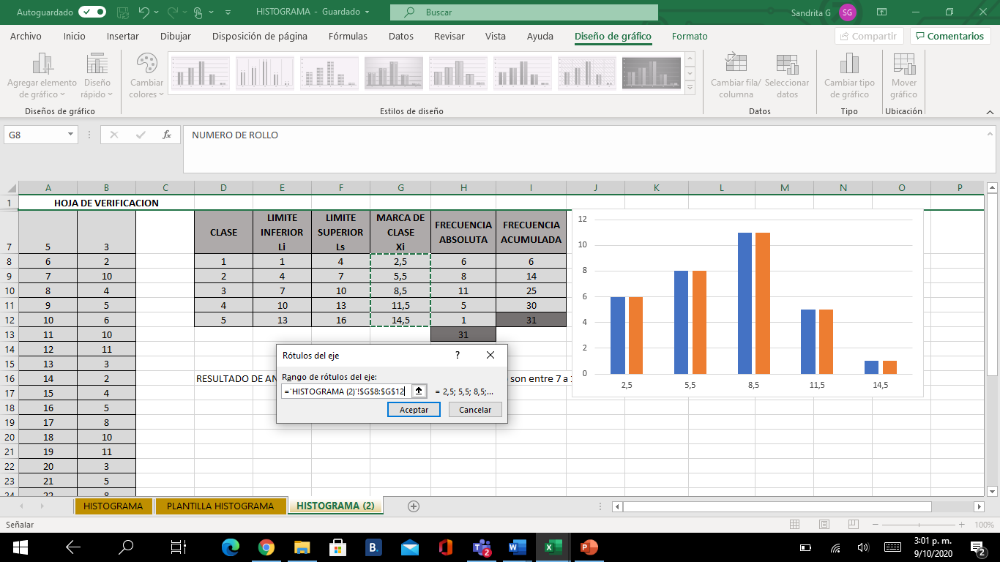 Autoguardado
HISTOGRAMA - Guardado
Buscar
Sandrita G
SG
Archivo Inicio Insertar Dibujar Disposición de página Fórmulas Datos Revisar Vista Ayuda Diseño de gráfico Formato
Compartir
Comentarios
Agregar elemento de gráfico
Diseño rápido
Cambiar colores
Cambiar fila/ columna
Seleccionar datos
Cambiar tipo de gráfico
Mover gráfico
Diseños de gráfico
Estilos de diseño
Datos
Tipo
Ubicación
G8
fx
NUMERO DE ROLLO
A B C D E F G H I J K L M N O P
1 HOJA DE VERIFICACION
CLASE
LIMITE INFERIOR Li
LIMITE SUPERIOR Ls
MARCA DE CLASE Xi
FRECUENCIA ABSOLUTA
FRECUENCIA ACUMULADA
7 5 3
8 6 2 1 1 4 2,5 6 6
9 7 10 2 4 7 5,5 8 14
10 8 4 3 7 10 8,5 11 25
11 9 5 4 10 13 11,5 5 30
12 10 6 5 13 16 14,5 1 31
13 11 10 31
14 12 11
15 13 3
16 14 2 RESULTADO DE AN
son entre 7 a
17 15 4
18 16 5
19 17 8
20 18 10
21 19 11
22 20 3
23 21 5
24 22 8
12
10
8
6
4
2
0
2,5 5,5 8,5 11,5 14,5
Rótulos del eje
?
Rango de rótulos del eje:
='HISTOGRAMA (2)'!$G$8:$G$12
= 2,5; 5,5; 8,5;...
Aceptar
Cancelar
HISTOGRAMA
PLANTILLA HISTOGRAMA
HISTOGRAMA (2)
Señalar
100%
B.
2
3:01 p. m.
9/10/2020
2